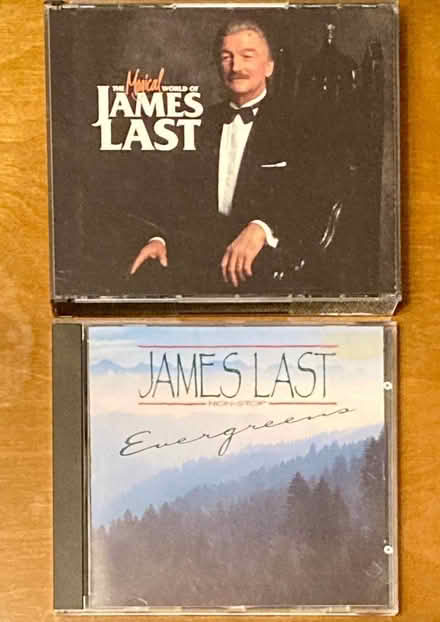 THE Musical WORLD OF
JAMES
LAST
JAMES LAST
NON-STOP
Evergreens